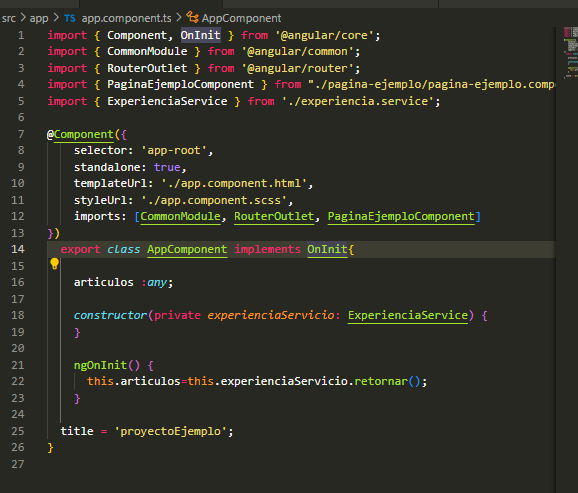 src > app > TS app.component.ts > AppComponent
1 import { Component, OnInit } from '@angular/core';
2 import { CommonModule } from '@angular/common';
3 import { RouterOutlet } from '@angular/router';
4 import { PaginaEjemploComponent } from "./pagina-ejemplo/pagina-ejemplo.compo
5 import { ExperienciaService } from './experiencia.service';
6
7 @Component({
8 selector: 'app-root',
9 standalone: true,
10 templateUrl: './app.component.html',
11 styleUrl: './app.component.scss',
12 imports: [CommonModule, RouterOutlet, PaginaEjemploComponent]
13 })
14 export class AppComponent implements OnInit{
15
16 articulos :any;
17
18 constructor(private experienciaServicio: ExperienciaService) {
19 }
20
21 ngOnInit() {
22 this.articulos=this.experienciaServicio.retornar();
23 }
24
25 title = 'proyectoEjemplo';
26 }
27